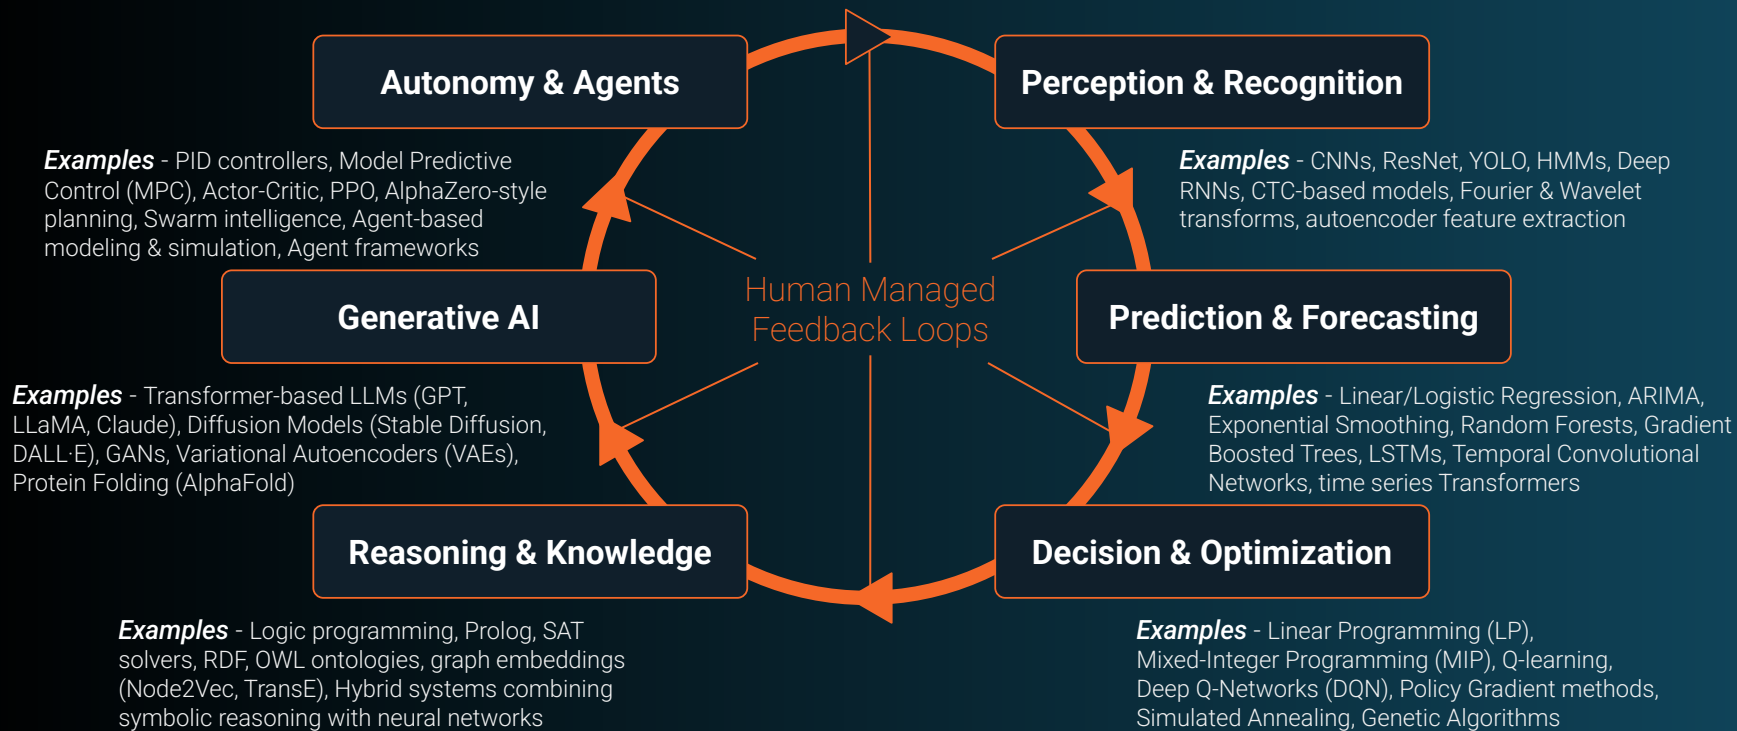 Autonomy & Agents
Examples - PID controllers, Model Predictive
Control (MPC), Actor-Critic, PPO, AlphaZero-style
planning, Swarm intelligence, Agent-based
modeling & simulation, Agent frameworks
Perception & Recognition
Examples - CNNs, ResNet, YOLO, HMMs, Deep
RNNs, CTC-based models, Fourier & Wavelet
transforms, autoencoder feature extraction
Human Managed
Feedback Loops
Generative AI
Examples - Transformer-based LLMs (GPT,
LLaMA, Claude), Diffusion Models (Stable Diffusion,
DALL·E), GANs, Variational Autoencoders (VAEs),
Protein Folding (AlphaFold)
Prediction & Forecasting
Examples - Linear/Logistic Regression, ARIMA,
Exponential Smoothing, Random Forests, Gradient
Boosted Trees, LSTMs, Temporal Convolutional
Networks, time series Transformers
Reasoning & Knowledge
Examples - Logic programming, Prolog, SAT
solvers, RDF, OWL ontologies, graph embeddings
(Node2Vec, TransE), Hybrid systems combining
symbolic reasoning with neural networks
Decision & Optimization
Examples - Linear Programming (LP),
Mixed-Integer Programming (MIP), Q-learning,
Deep Q-Networks (DQN), Policy Gradient methods,
Simulated Annealing, Genetic Algorithms